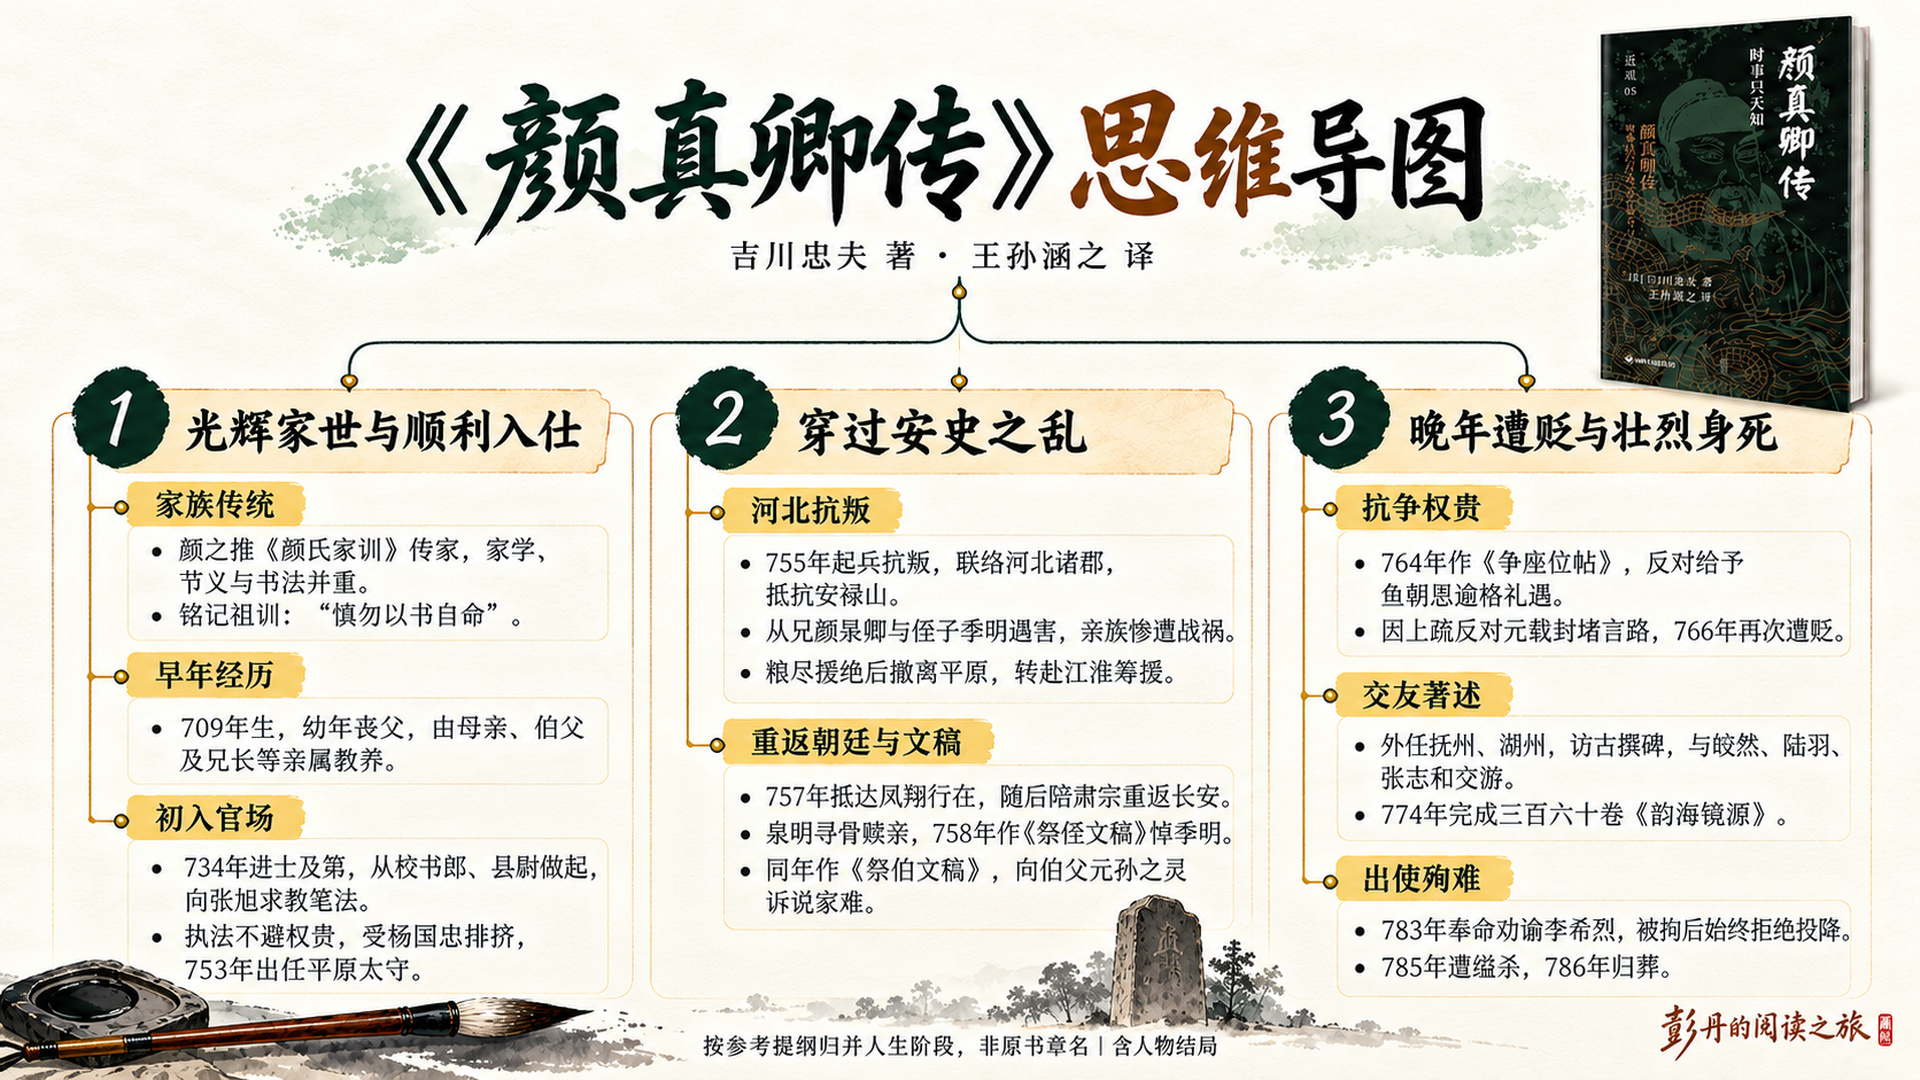 《颜真卿传》思维导图
吉川忠夫 著 · 王孙涵之 译
近观
05
时事只天知
颜真卿传
1 光辉家世与顺利入仕
家族传统
• 颜之推《颜氏家训》传家，家学、
节义与书法并重。
• 铭记祖训：“慎勿以书自命”。
早年经历
• 709年生，幼年丧父，由母亲、伯父
及兄长等亲属教养。
初入官场
• 734年进士及第，从校书郎、县尉做起，
向张旭求教笔法。
• 执法不避权贵，受杨国忠排挤，
753年出任平原太守。
2 穿过安史之乱
河北抗叛
• 755年起兵抗叛，联络河北诸郡，
抵抗安禄山。
• 从兄颜杲卿与侄子季明遇害，亲族惨遭战祸。
• 粮尽援绝后撤离平原，转赴江淮筹援。
重返朝廷与文稿
• 757年抵达凤翔行在，随后陪肃宗重返长安。
• 泉明寻骨赎亲，758年作《祭侄文稿》悼季明。
• 同年作《祭伯文稿》，向伯父元孙之灵
诉说家难。
3 晚年遭贬与壮烈身死
抗争权贵
• 764年作《争座位帖》，反对给予
鱼朝恩逾格礼遇。
• 因上疏反对元载封堵言路，766年再次遭贬。
交友著述
• 外任抚州、湖州，访古撰碑，与皎然、陆羽、
张志和交游。
• 774年完成三百六十卷《韵海镜源》。
出使殉难
• 783年奉命劝谕李希烈，被拘后始终拒绝投降。
• 785年遭缢杀，786年归葬。
按参考提纲归并人生阶段，非原书章名 | 含人物结局
彭丹的阅读之旅